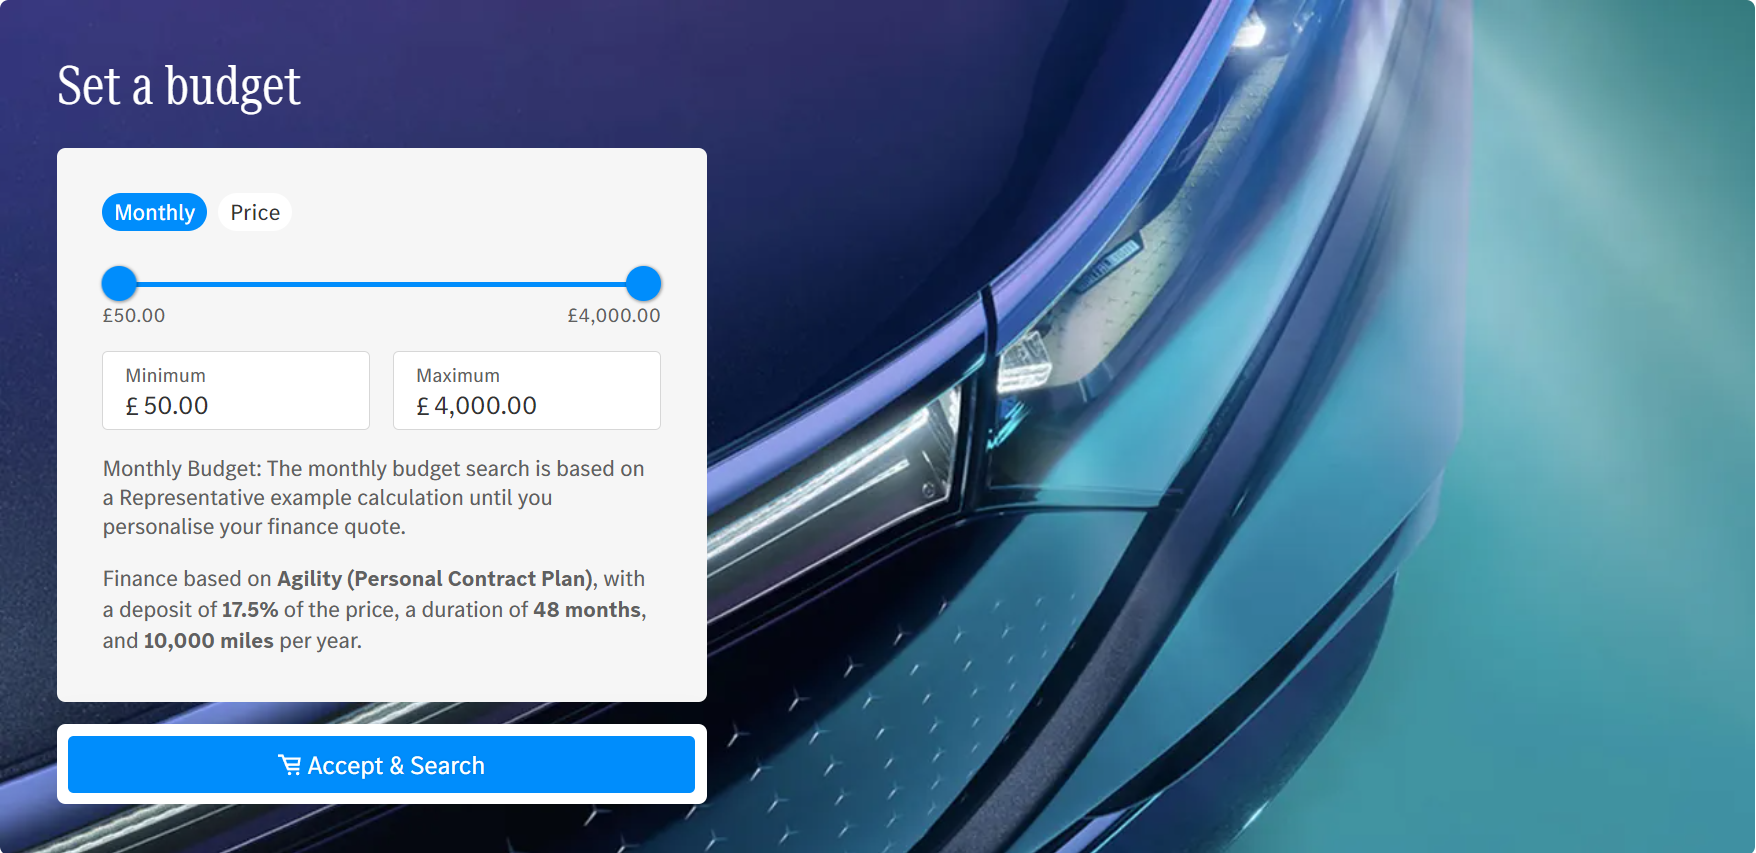 Set a budget
Monthly Price
£50.00 £4,000.00
Minimum Maximum
£ 50.00 £ 4,000.00
Monthly Budget: The monthly budget search is based on
a Representative example calculation until you
personalise your finance quote.
Finance based on Agility (Personal Contract Plan), with
a deposit of 17.5% of the price, a duration of 48 months,
and 10,000 miles per year.
Accept & Search